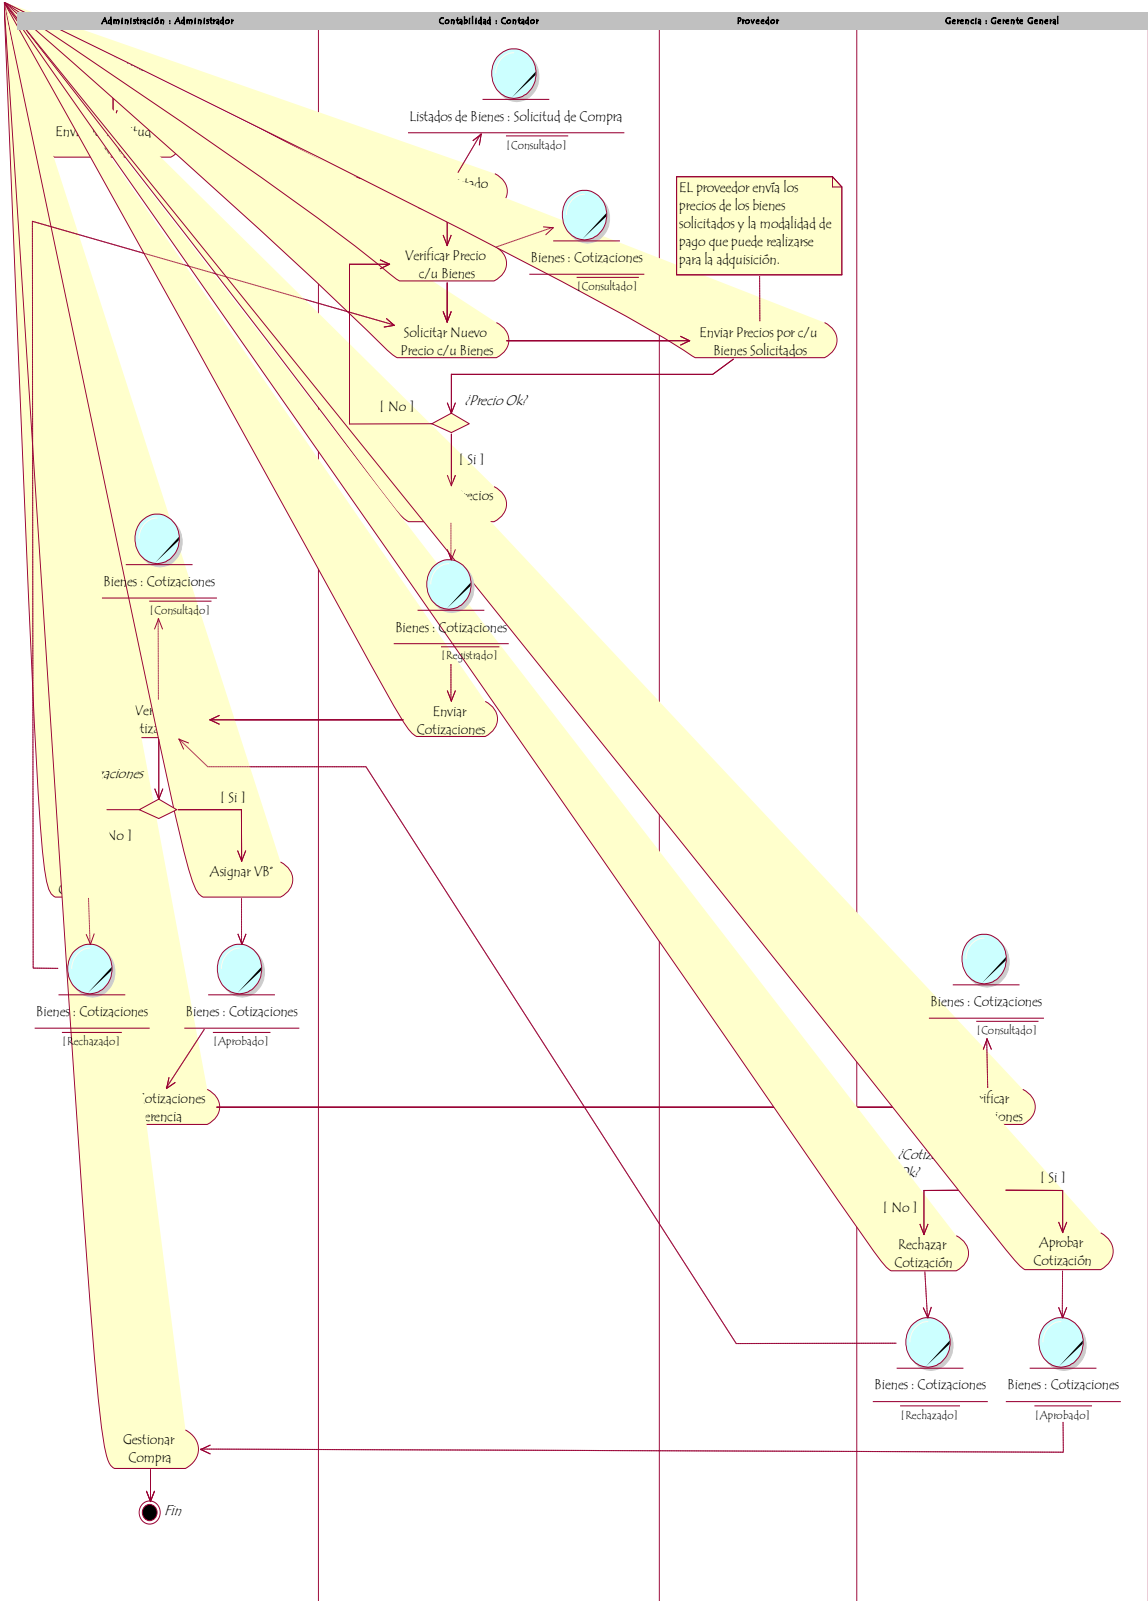 Administración : Administrador
Contabilidad : Contador
Proveedor
Gerencia : Gerente General
Listados de Bienes : Solicitud de Compra
[Consultado]
EL proveedor envía los
precios de los bienes
solicitados y la modalidad de
pago que puede realizarse
para la adquisición.
Verificar Precio
c/u Bienes
Bienes : Cotizaciones
[Consultado]
Solicitar Nuevo
Precio c/u Bienes
Enviar Precios por c/u
Bienes Solicitados
¿Precio Ok?
[ No ]
[ Si ]
Bienes : Cotizaciones
[Consultado]
Bienes : Cotizaciones
[Registrado]
Enviar
Cotizaciones
[ Si ]
Asignar VB°
Bienes : Cotizaciones
[Rechazado]
Bienes : Cotizaciones
[Aprobado]
Bienes : Cotizaciones
[Consultado]
[ Si ]
[ No ]
Rechazar
Cotización
Aprobar
Cotización
Bienes : Cotizaciones
[Rechazado]
Bienes : Cotizaciones
[Aprobado]
Gestionar
Compra
Fin